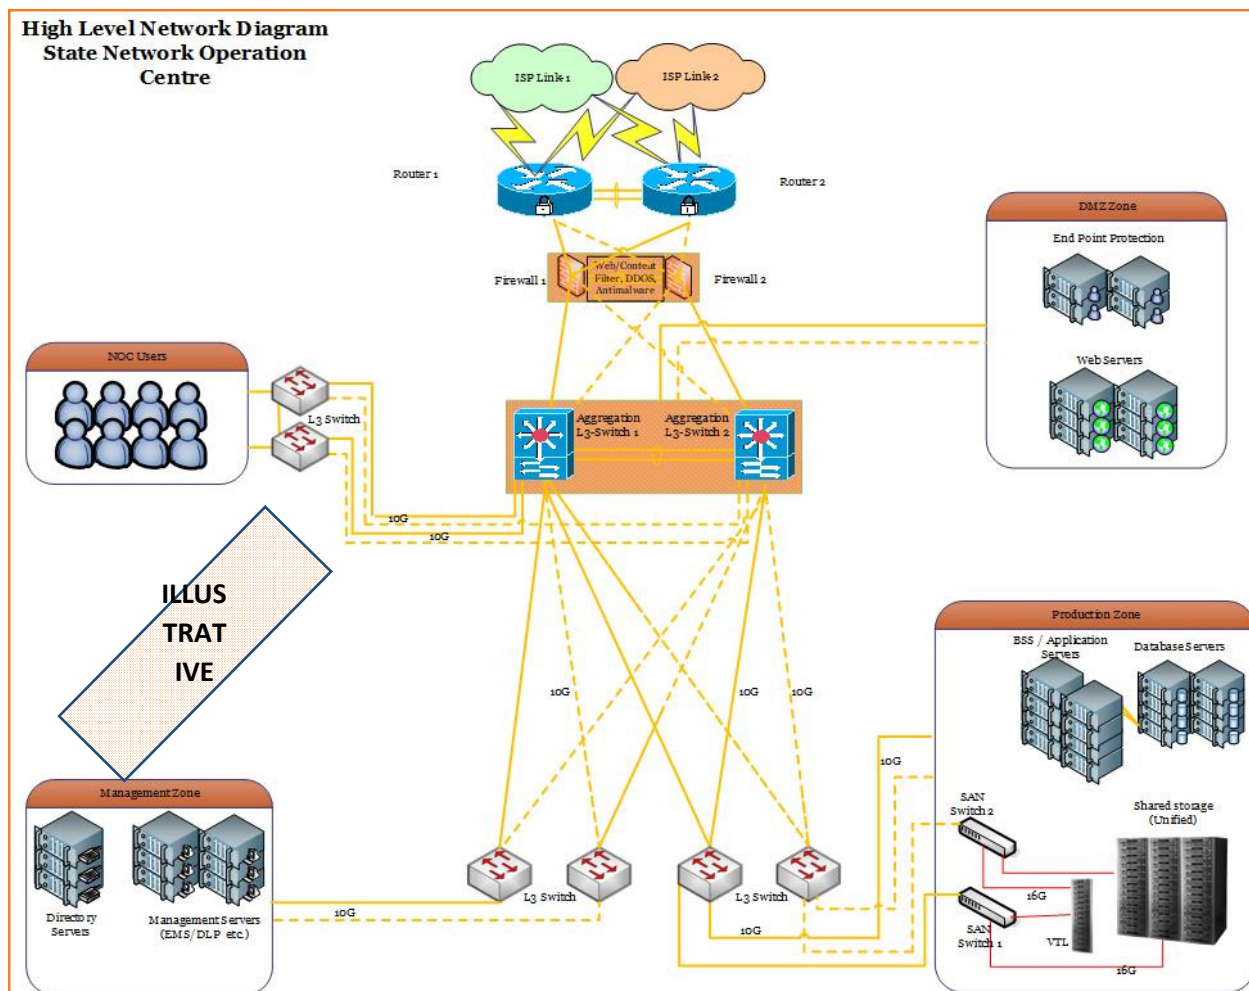 High Level Network Diagram
State Network Operation
Centre
ISP Link-1
ISP Link-2
Router 1
Router 2
Firewall 1
Web/Content
Filter, DDOS,
Antimalware
Firewall 2
DMZ Zone
End Point Protection
Web Servers
NOC Users
L3 Switch
Aggregation
L3-Switch 1
Aggregation
L3-Switch 2
10G
10G
ILLUS
TRAT
IVE
10G
10G
10G
Production Zone
BSS / Application
Servers
Database Servers
10G
SAN
Switch 2
Shared storage
(Unified)
16G
SAN
Switch 1
VTL
16G
Management Zone
Directory
Servers
Management Servers
(EMS/DLP etc.)
10G
L3 Switch
L3 Switch
10G